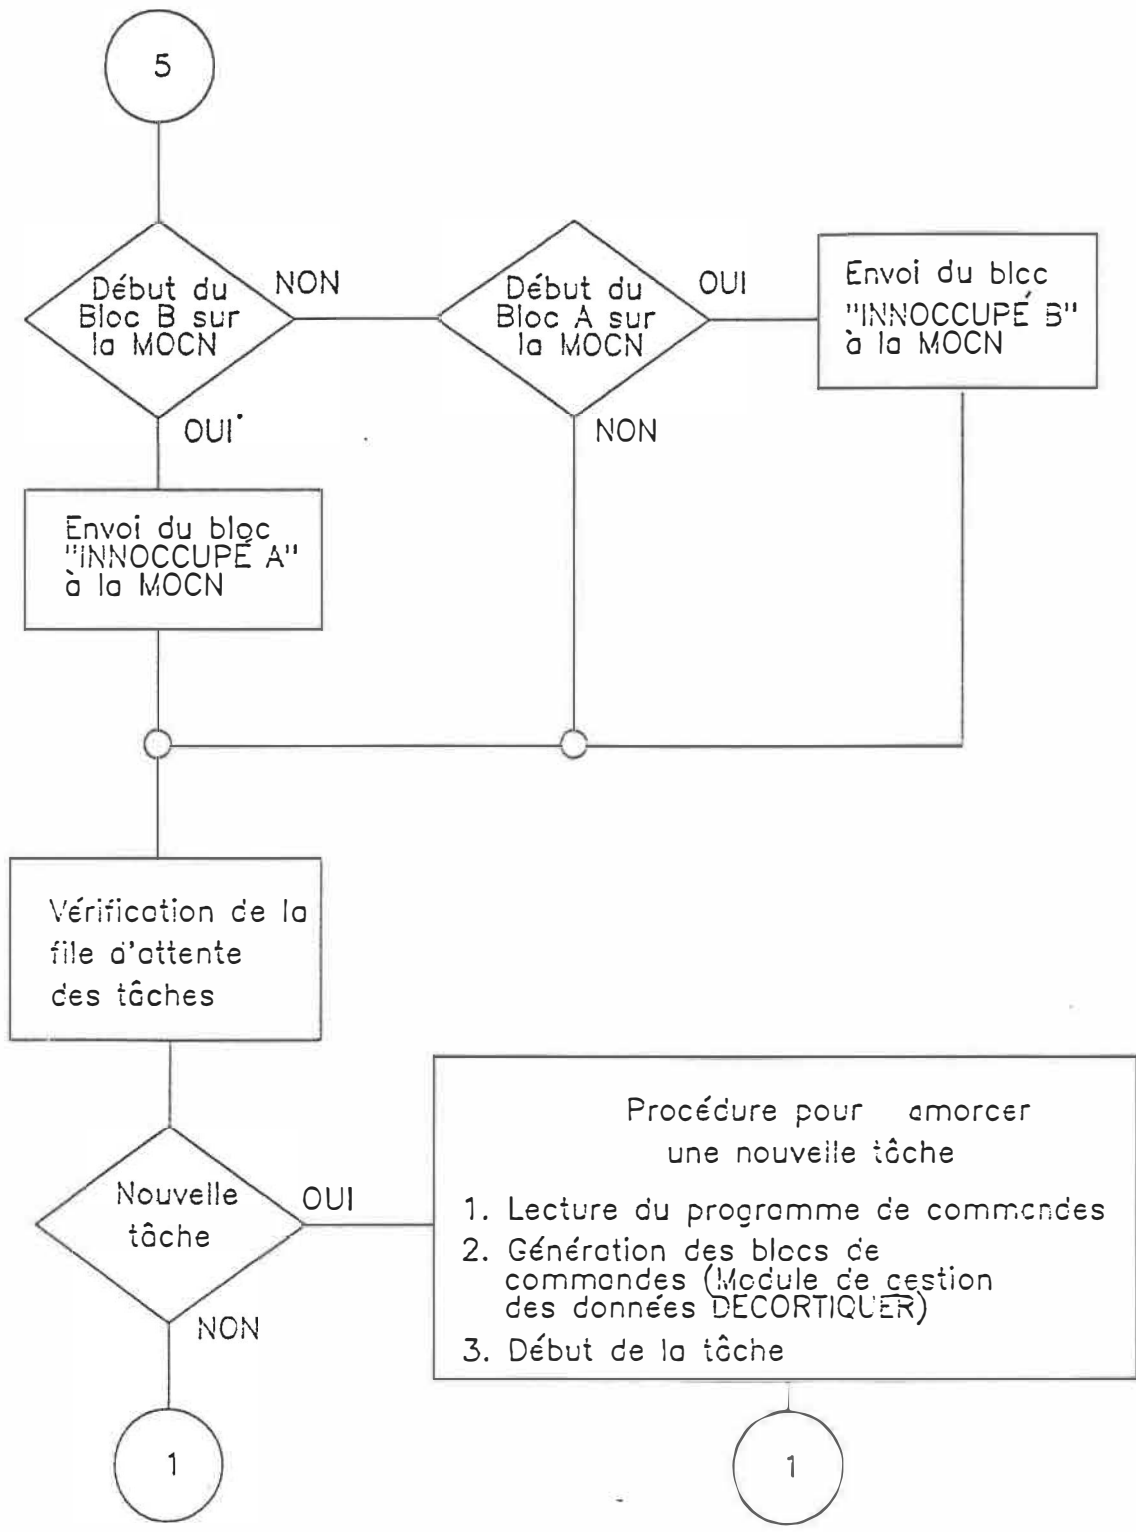 5
Début du
Bloc B sur
la MOCN
NON
OUI
Début du
Bloc A sur
la MOCN
OUI
NON
Envoi du bloc
"INNOCCUPÉ B"
à la MOCN
Envoi du bloc
"INNOCCUPÉ A"
à la MOCN
Vérification de la
file d'attente
des tâches
Nouvelle
tâche
OUI
NON
Procédure pour amorcer
une nouvelle tâche
1. Lecture du programme de commandes
2. Génération des blocs de
commandes (Module de gestion
des données DECORTIQUER)
3. Début de la tâche
1
1